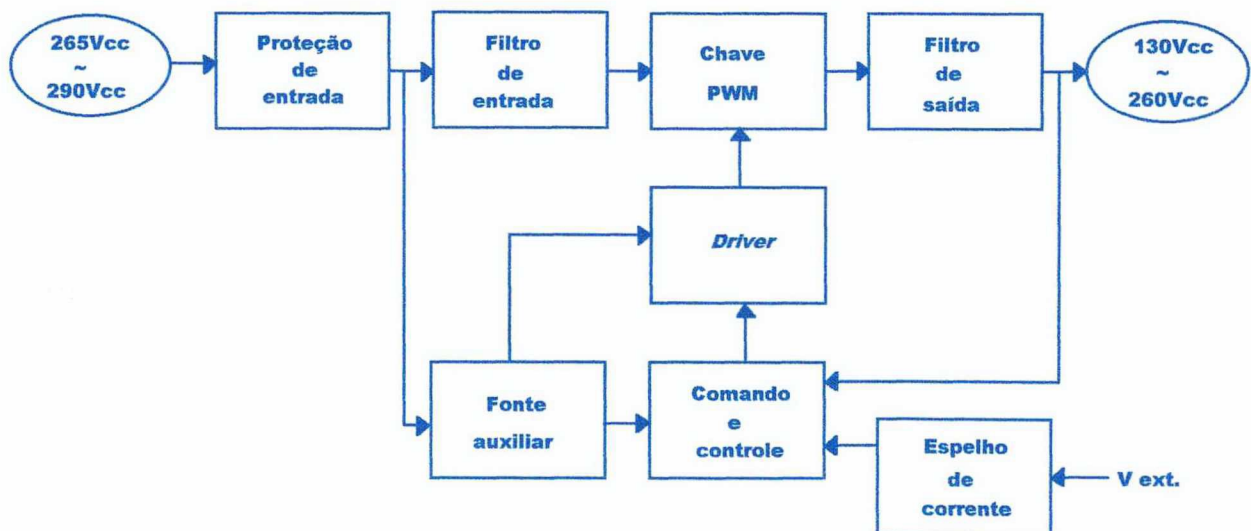 265Vcc
~
290Vcc
Proteção
de
entrada
Filtro
de
entrada
Chave
PWM
Filtro
de
saída
130Vcc
~
260Vcc
Driver
Fonte
auxiliar
Comando
e
controle
Espelho
de
corrente
V ext.